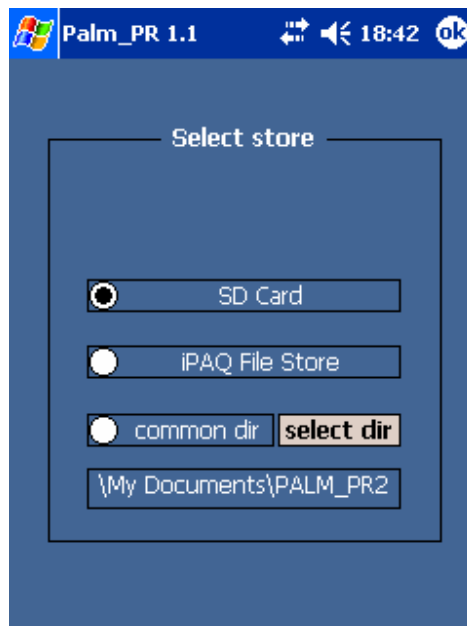 Palm_PR 1.1 18:42 ok
Select store
SD Card
iPAQ File Store
common dir select dir
\My Documents\PALM_PR2